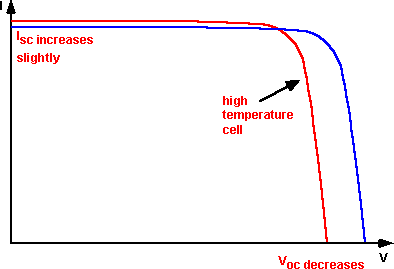 I
Isc increases
slightly
high
temperature
cell
V
Voc decreases